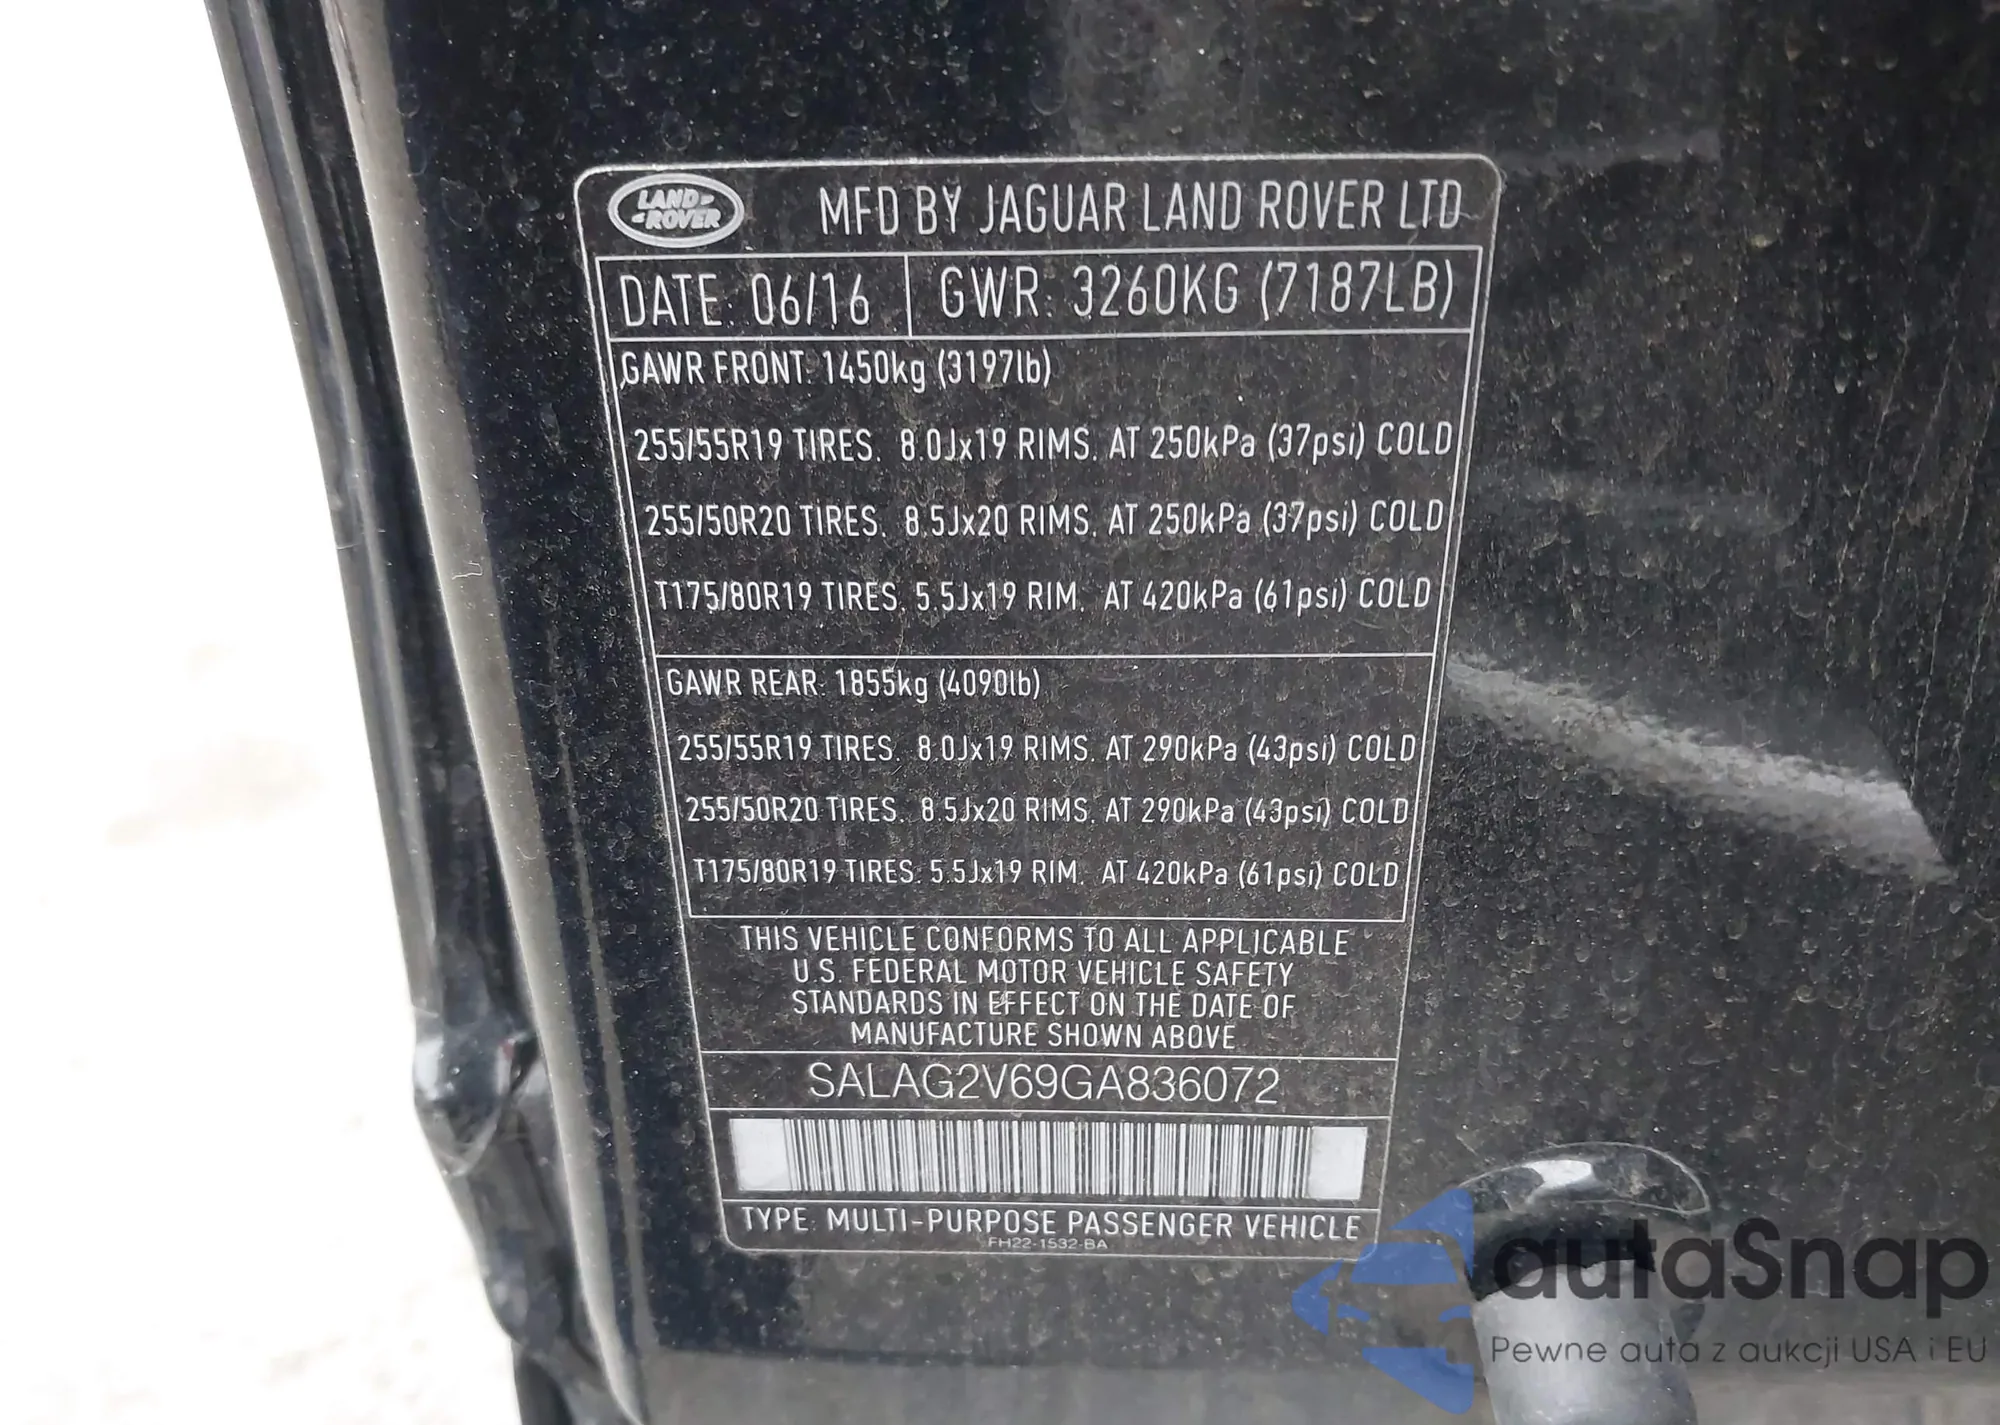 LAND-
-ROVER
MFD BY JAGUAR LAND ROVER LTD
DATE: 06/16
GWR: 3260KG (7187LB)
GAWR FRONT: 1450kg (3197lb)
255/55R19 TIRES. 8.0Jx19 RIMS. AT 250kPa (37psi) COLD
255/50R20 TIRES. 8.5Jx20 RIMS. AT 250kPa (37psi) COLD
T175/80R19 TIRES. 5.5Jx19 RIM. AT 420kPa (61psi) COLD
GAWR REAR: 1855kg (4090lb)
255/55R19 TIRES. 8.0Jx19 RIMS. AT 290kPa (43psi) COLD
255/50R20 TIRES. 8.5Jx20 RIMS. AT 290kPa (43psi) COLD
T175/80R19 TIRES. 5.5Jx19 RIM. AT 420kPa (61psi) COLD
THIS VEHICLE CONFORMS TO ALL APPLICABLE
U.S. FEDERAL MOTOR VEHICLE SAFETY
STANDARDS IN EFFECT ON THE DATE OF
MANUFACTURE SHOWN ABOVE
SALAG2V69GA836072
TYPE: MULTI-PURPOSE PASSENGER VEHICLE
FH22-1532-BA
autaSnap
Pewne auta z aukcji USA i EU